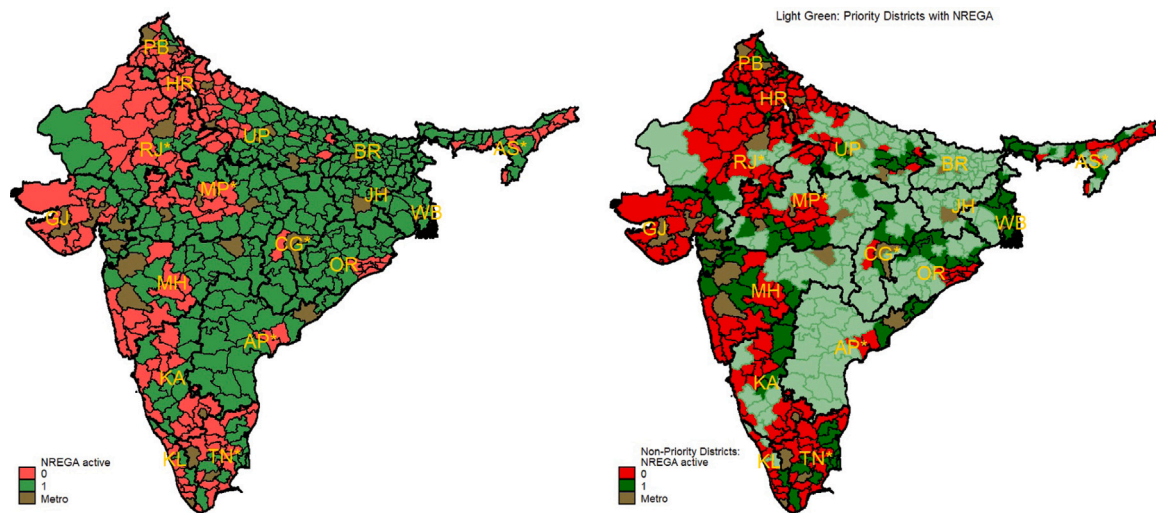 Light Green: Priority Districts with NREGA
PB
HR
RJ*
UP
BR
AS*
MP*
JH
WB
GJ
CG*
OR
MH
AP*
KA
KL
TN*
NREGA active
0
1
Metro
PB
HR
RJ*
UP
BR
AS*
MP*
JH
WB
GJ
CG*
OR
MH
AP*
KA
KL
TN*
Non-Priority Districts:
NREGA active
0
1
Metro